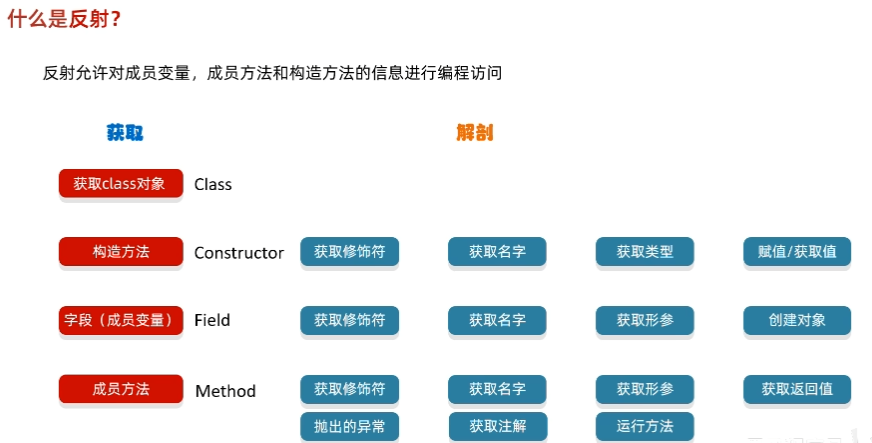 什么是反射?
反射允许对成员变量，成员方法和构造方法的信息进行编程访问
获取 解剖
获取class对象 Class
构造方法 Constructor 获取修饰符 获取名字 获取类型 赋值/获取值
字段（成员变量） Field 获取修饰符 获取名字 获取形参 创建对象
成员方法 Method 获取修饰符 获取名字 获取形参 获取返回值
抛出的异常 获取注解 运行方法